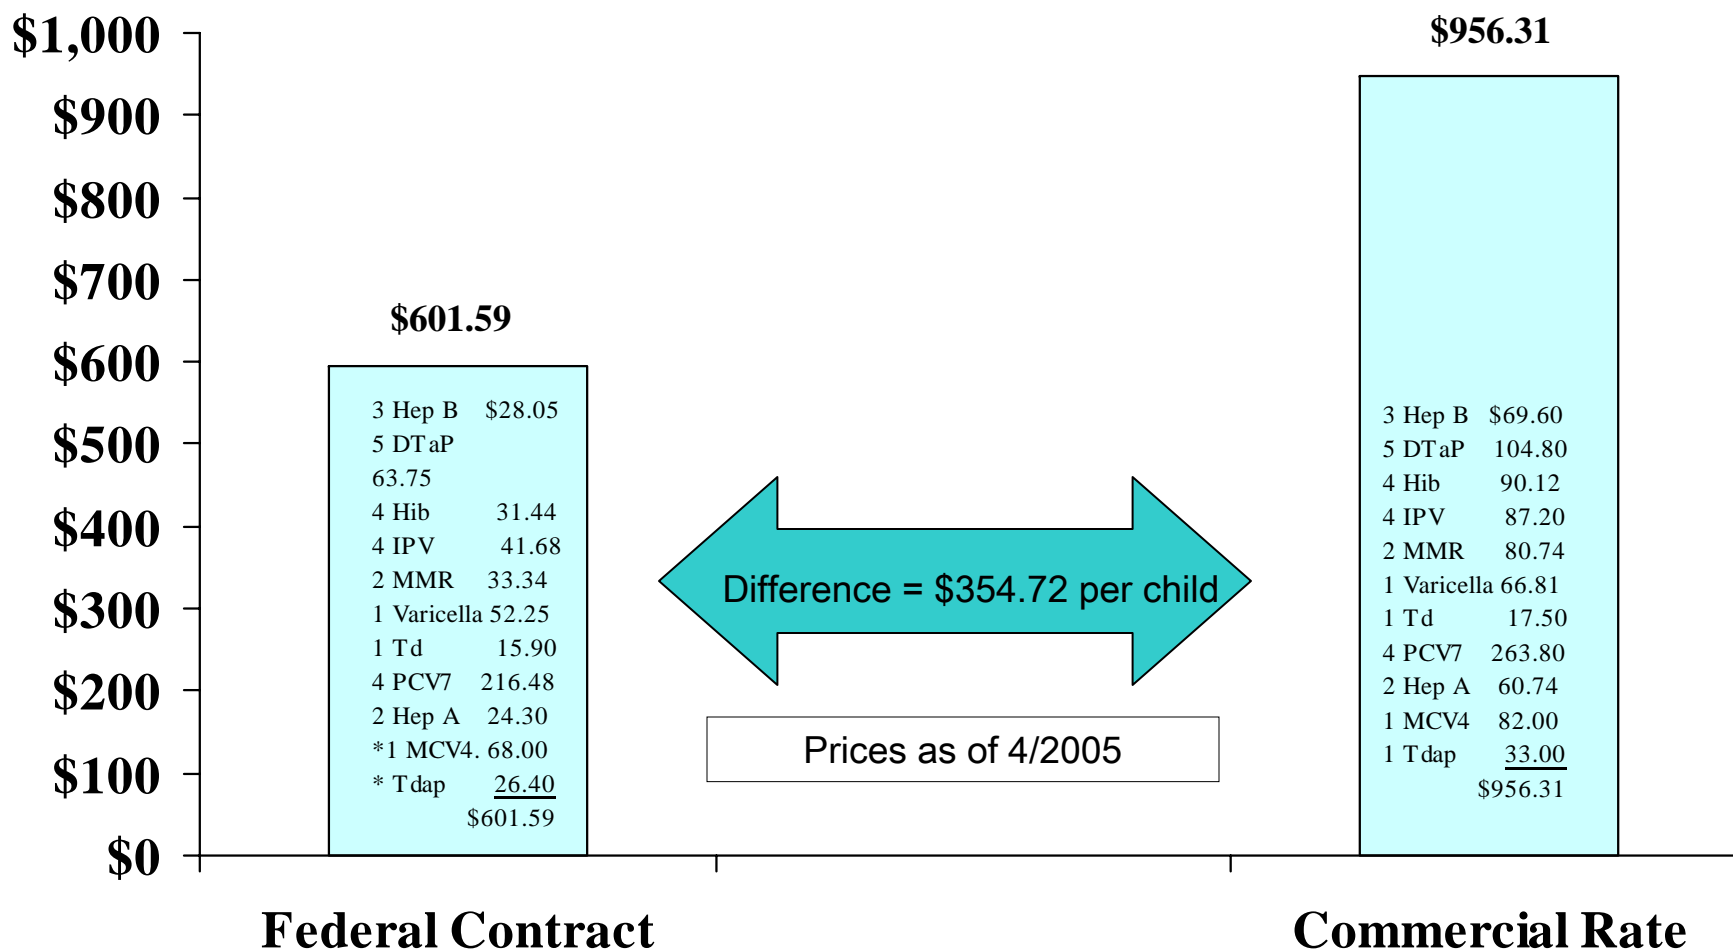 $1,000
$900
$800
$700
$600
$500
$400
$300
$200
$100
$0
$601.59
3 Hep B $28.05
5 DTaP
63.75
4 Hib 31.44
4 IPV 41.68
2 MMR 33.34
1 Varicella 52.25
1 Td 15.90
4 PCV7 216.48
2 Hep A 24.30
*1 MCV4. 68.00
* Tdap 26.40
$601.59
Difference = $354.72 per child
Prices as of 4/2005
$956.31
3 Hep B $69.60
5 DTaP 104.80
4 Hib 90.12
4 IPV 87.20
2 MMR 80.74
1 Varicella 66.81
1 Td 17.50
4 PCV7 263.80
2 Hep A 60.74
1 MCV4 82.00
1 Tdap 33.00
$956.31
Federal Contract
Commercial Rate